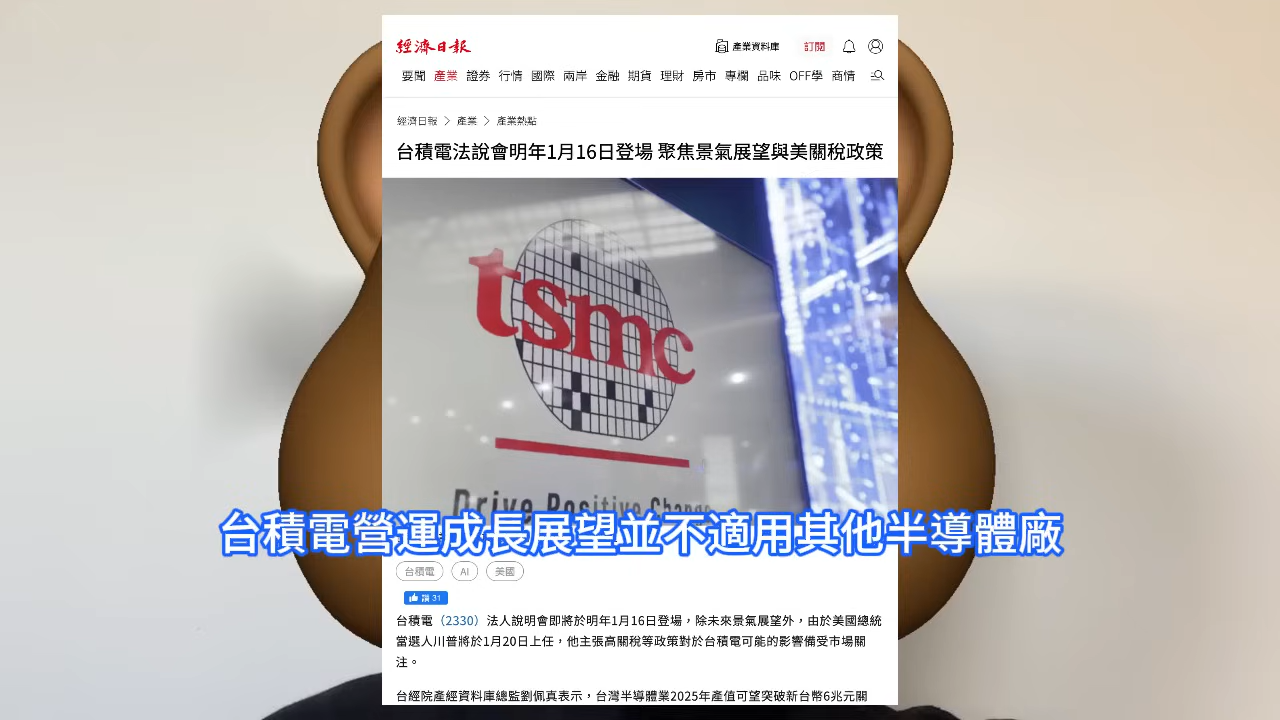 經濟日報
產業資料庫 訂閱
要聞 產業 證券 行情 國際 兩岸 金融 期貨 理財 房市 專欄 品味 OFF學 商情
經濟日報 > 產業 > 產業熱點
台積電法說會明年1月16日登場 聚焦景氣展望與美關稅政策
tsmc
Drive Positive Change
台積電營運成長展望並不適用其他半導體廠
台積電 AI 美國
讚 31
台積電（2330）法人說明會即將於明年1月16日登場，除未來景氣展望外，由於美國總統
當選人川普將於1月20日上任，他主張高關稅等政策對於台積電可能的影響備受市場關
注。
台經院產經資料庫總監劉佩真表示，台灣半導體業2025年產值可望突破新台幣6兆元關